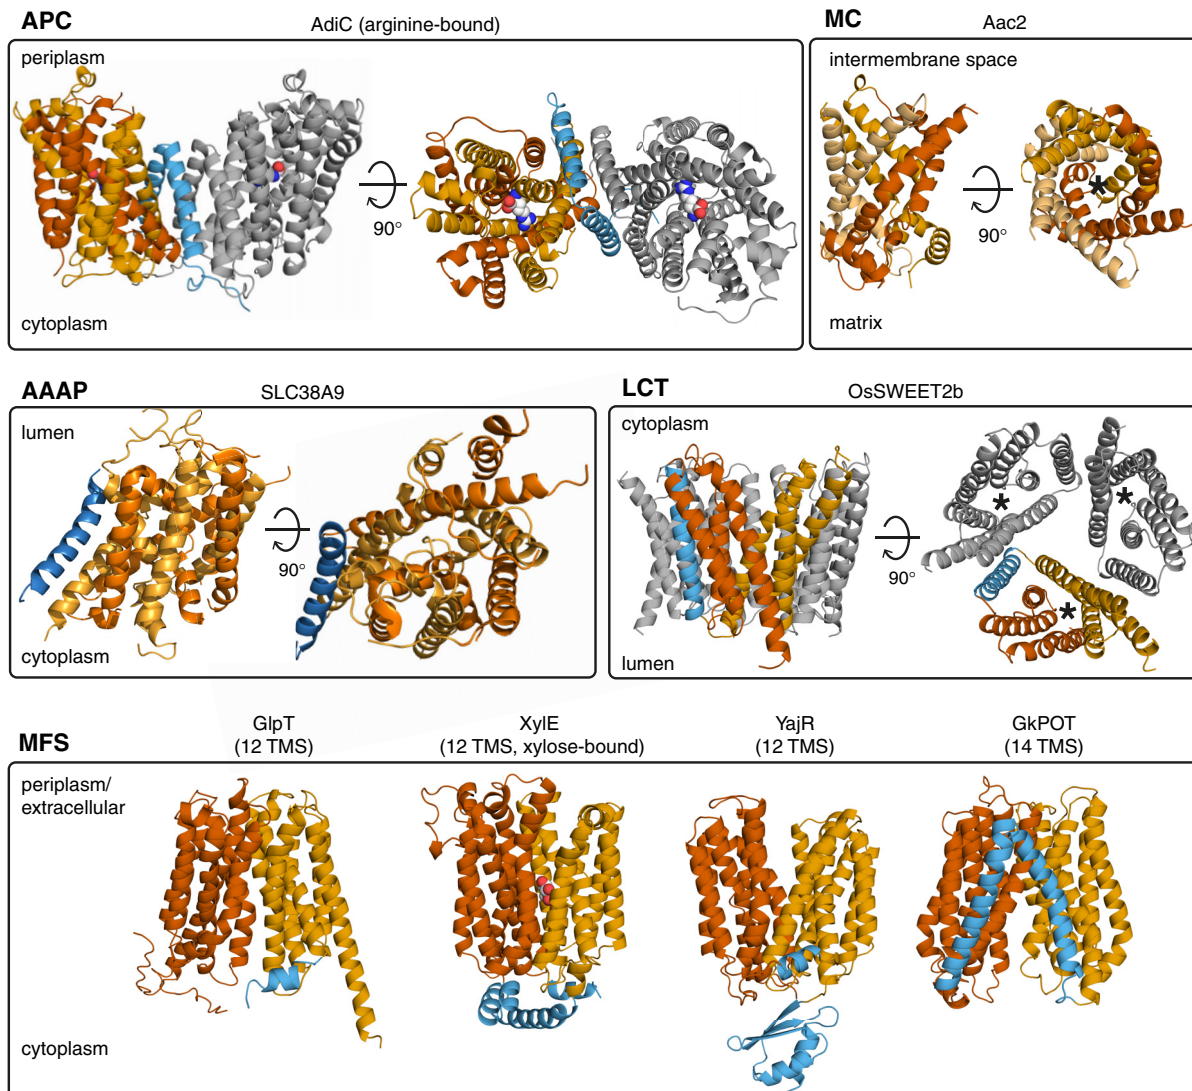 APC
AdiC (arginine-bound)
periplasm
90°
cytoplasm
MC
Aac2
intermembrane space
*
90°
matrix
AAAP
SLC38A9
lumen
90°
cytoplasm
LCT
OsSWEET2b
cytoplasm
* *
90°
*
lumen
MFS
GlpT
(12 TMS)
XylE
(12 TMS, xylose-bound)
YajR
(12 TMS)
GkPOT
(14 TMS)
periplasm/
extracellular
cytoplasm